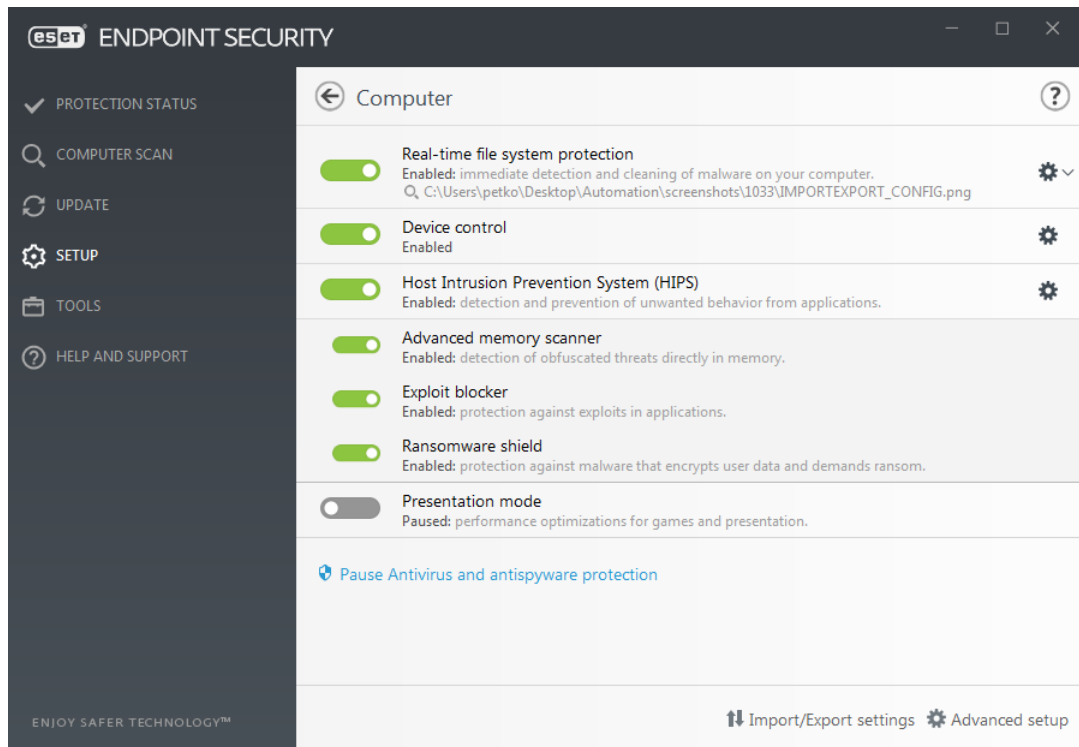 eset ENDPOINT SECURITY
PROTECTION STATUS
COMPUTER SCAN
UPDATE
SETUP
TOOLS
HELP AND SUPPORT
ENJOY SAFER TECHNOLOGY™
Computer
?
Real-time file system protection
Enabled: immediate detection and cleaning of malware on your computer.
C:\Users\petko\Desktop\Automation\screenshots\1033\IMPORTEXPORT_CONFIG.png
Device control
Enabled
Host Intrusion Prevention System (HIPS)
Enabled: detection and prevention of unwanted behavior from applications.
Advanced memory scanner
Enabled: detection of obfuscated threats directly in memory.
Exploit blocker
Enabled: protection against exploits in applications.
Ransomware shield
Enabled: protection against malware that encrypts user data and demands ransom.
Presentation mode
Paused: performance optimizations for games and presentation.
Pause Antivirus and antispyware protection
Import/Export settings Advanced setup